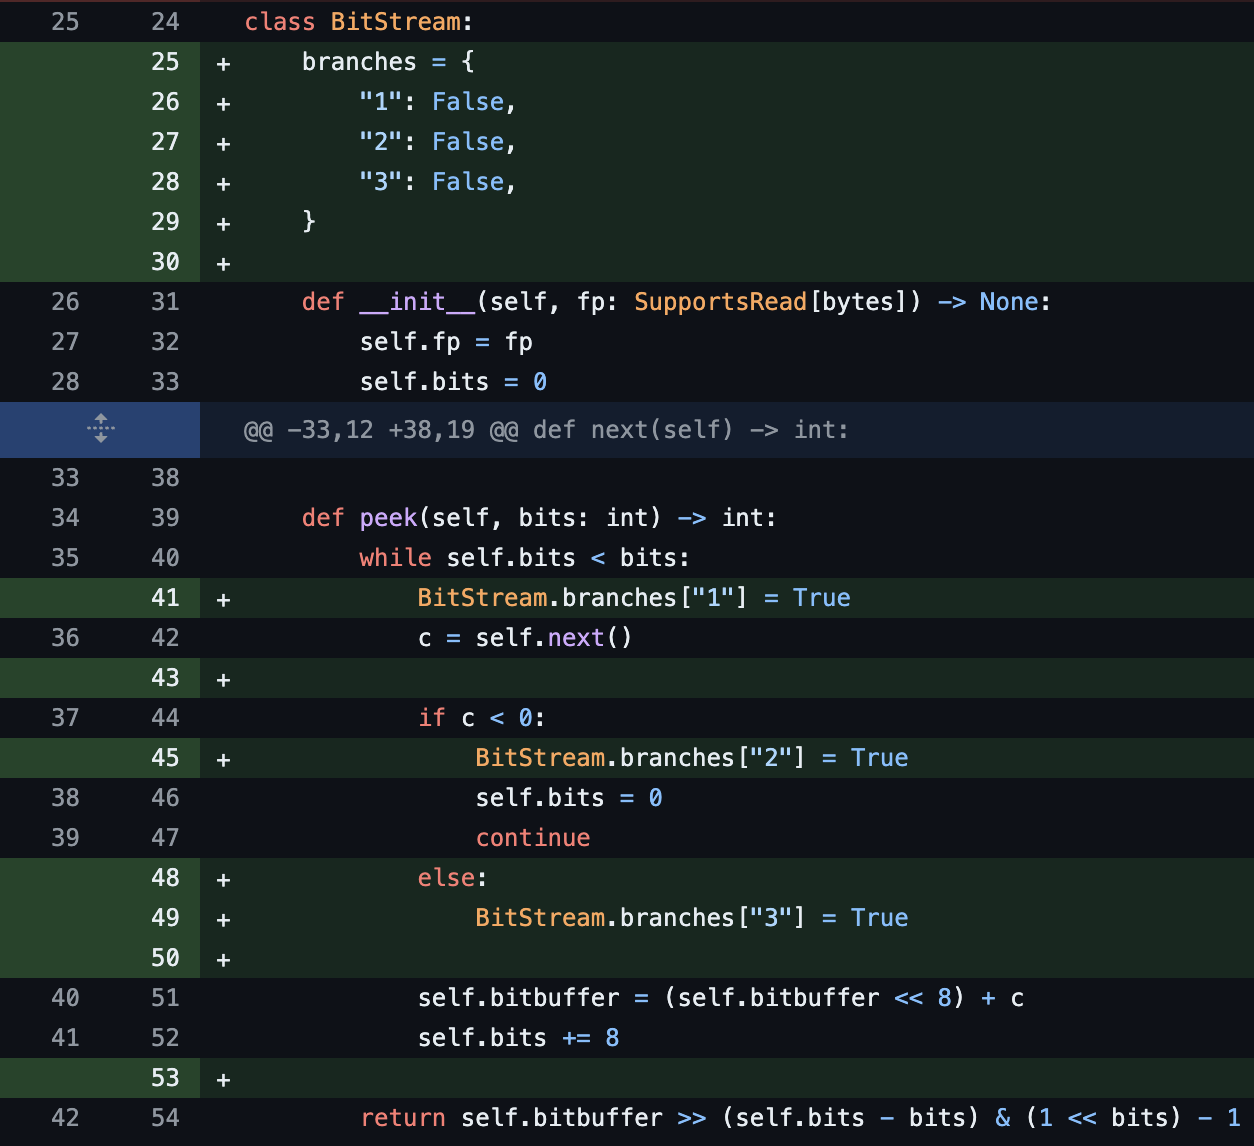 25 24 class BitStream:
25 + branches = {
26 + "1": False,
27 + "2": False,
28 + "3": False,
29 + }
30 +
26 31 def __init__(self, fp: SupportsRead[bytes]) -> None:
27 32 self.fp = fp
28 33 self.bits = 0
@@ -33,12 +38,19 @@ def next(self) -> int:
33 38
34 39 def peek(self, bits: int) -> int:
35 40 while self.bits < bits:
41 + BitStream.branches["1"] = True
36 42 c = self.next()
43 +
37 44 if c < 0:
45 + BitStream.branches["2"] = True
38 46 self.bits = 0
39 47 continue
48 + else:
49 + BitStream.branches["3"] = True
50 +
40 51 self.bitbuffer = (self.bitbuffer << 8) + c
41 52 self.bits += 8
53 +
42 54 return self.bitbuffer >> (self.bits - bits) & (1 << bits) - 1